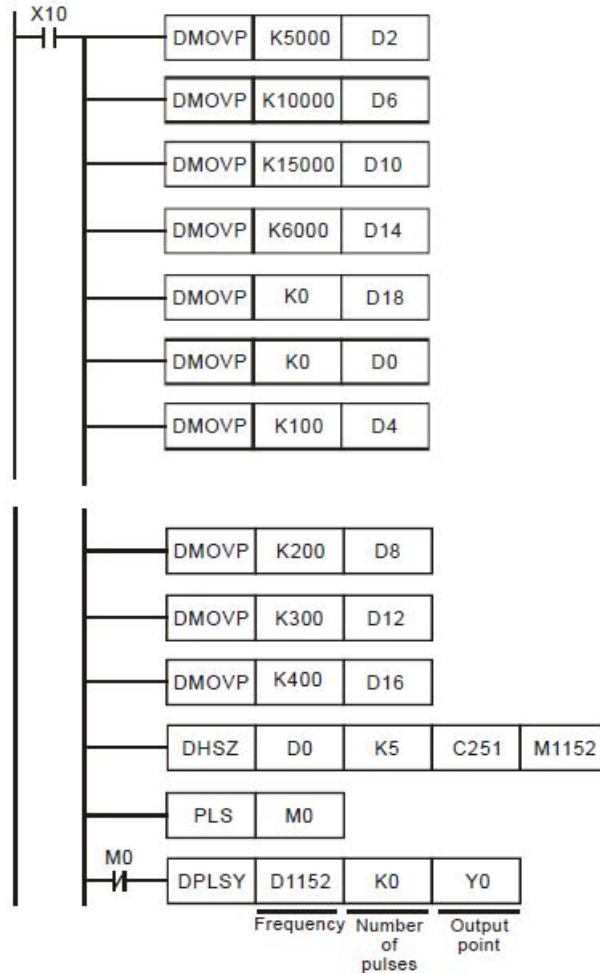 X10
DMOVP K5000 D2
DMOVP K10000 D6
DMOVP K15000 D10
DMOVP K6000 D14
DMOVP K0 D18
DMOVP K0 D0
DMOVP K100 D4
DMOVP K200 D8
DMOVP K300 D12
DMOVP K400 D16
DHSZ D0 K5 C251 M1152
PLS M0
M0
DPLSY D1152 K0 Y0
Frequency Number Output
of point
pulses